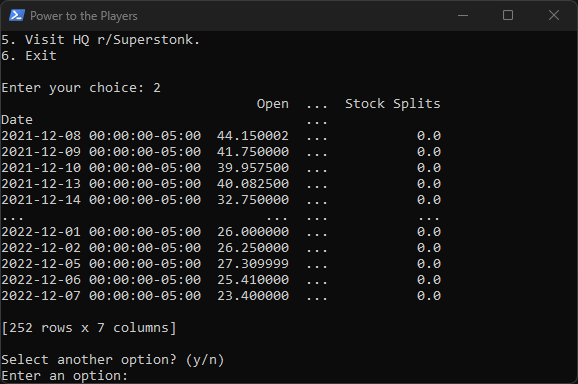 Power to the Players
5. Visit HQ r/Superstonk.
6. Exit
Enter your choice: 2
Open ... Stock Splits
Date ...
2021-12-08 00:00:00-05:00 44.150002 ... 0.0
2021-12-09 00:00:00-05:00 41.750000 ... 0.0
2021-12-10 00:00:00-05:00 39.957500 ... 0.0
2021-12-13 00:00:00-05:00 40.082500 ... 0.0
2021-12-14 00:00:00-05:00 32.750000 ... 0.0
... ... ... ...
2022-12-01 00:00:00-05:00 26.000000 ... 0.0
2022-12-02 00:00:00-05:00 26.250000 ... 0.0
2022-12-05 00:00:00-05:00 27.309999 ... 0.0
2022-12-06 00:00:00-05:00 25.410000 ... 0.0
2022-12-07 00:00:00-05:00 23.400000 ... 0.0
[252 rows x 7 columns]
Select another option? (y/n)
Enter an option: